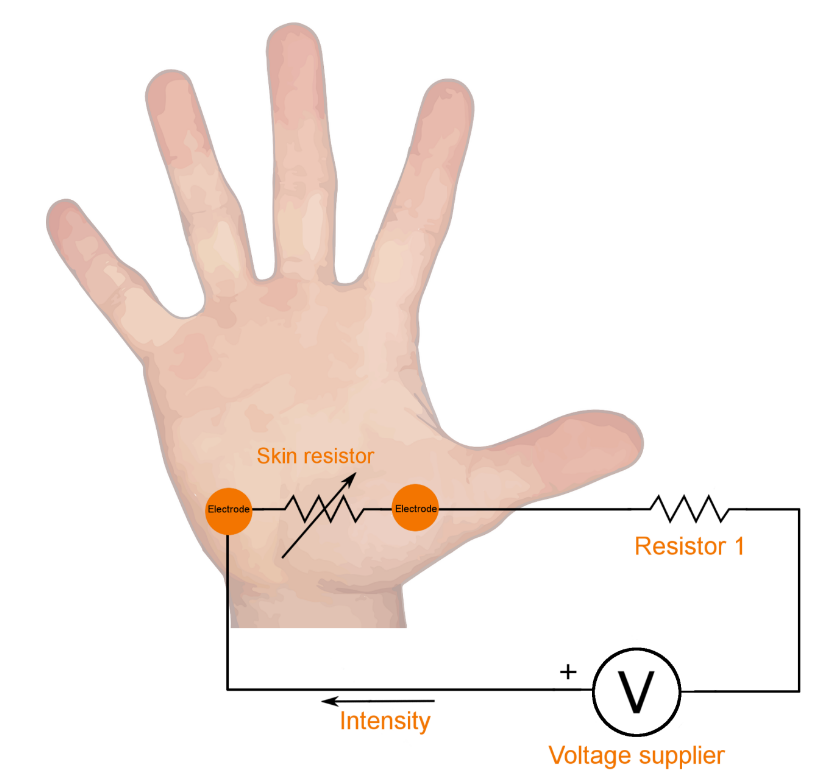 Skin resistor
Electrode
Electrode
Resistor 1
+
V
Intensity
Voltage supplier